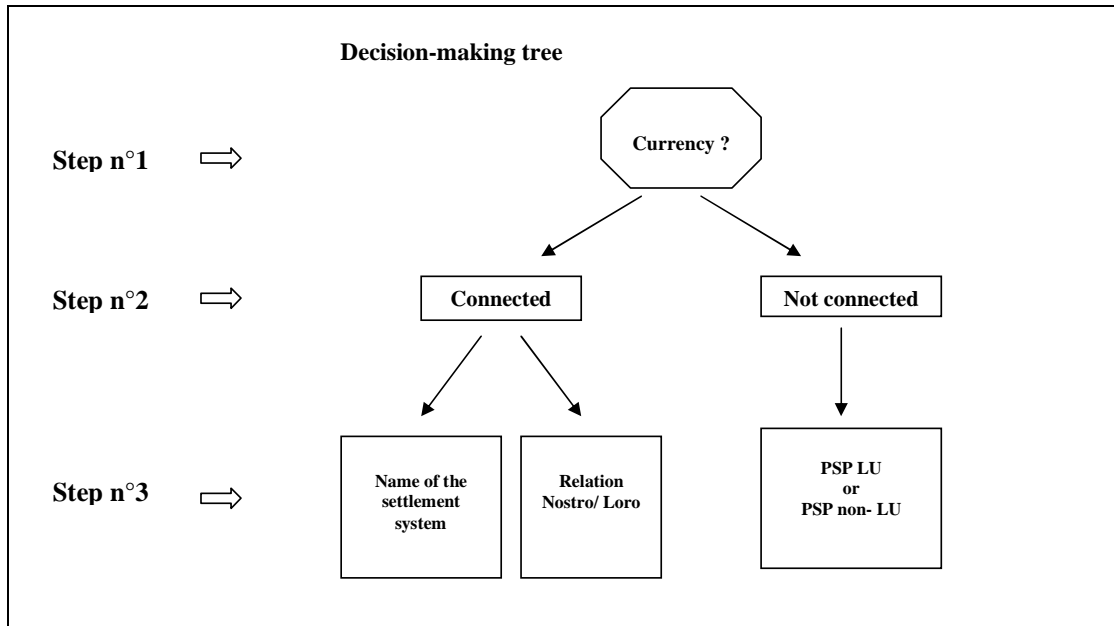 Decision-making tree
Step n°1
Currency ?
Step n°2
Connected
Not connected
Step n°3
Name of the
settlement
system
Relation
Nostro/ Loro
PSP LU
or
PSP non- LU